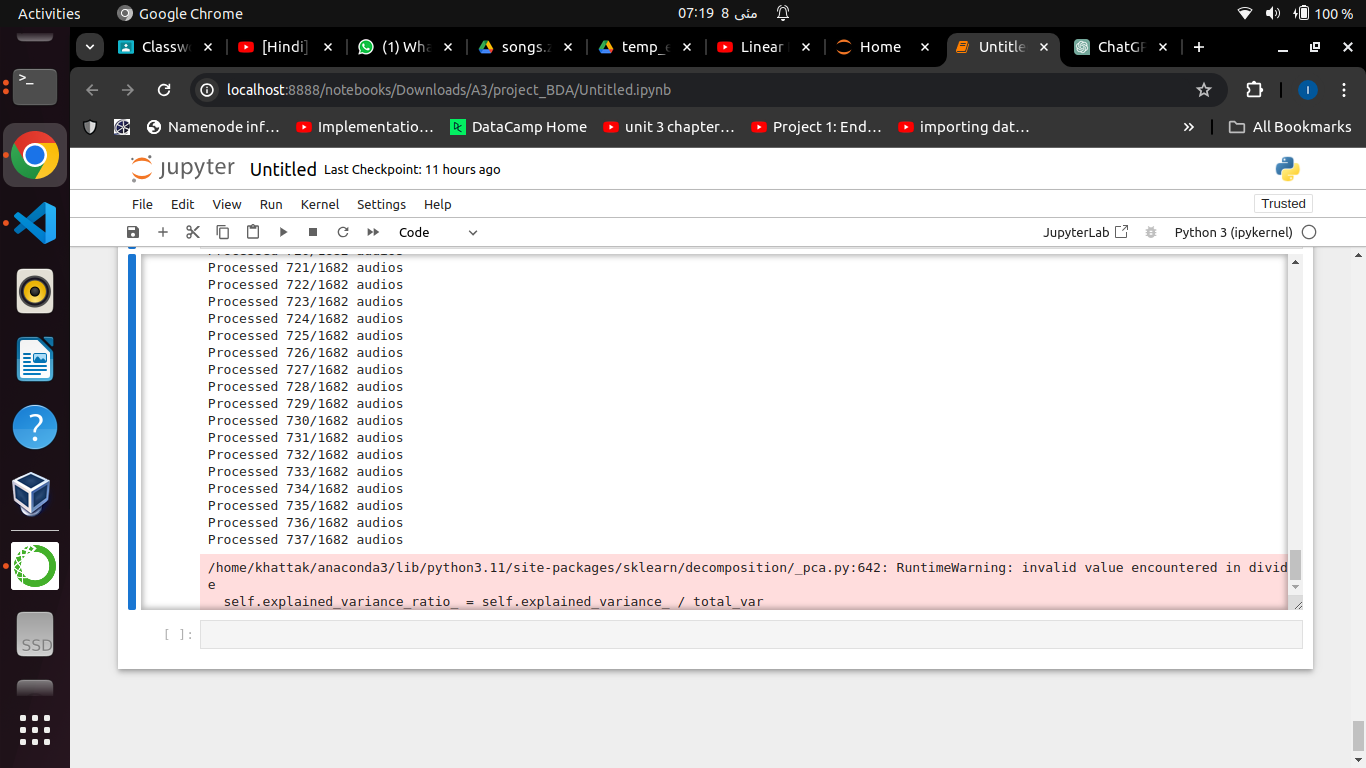 Activities
Google Chrome
07:19 8 مئی
100 %
Classw
[Hindi]
(1) Wha
songs.z
temp_e
Linear
Home
Untitle
ChatGP
localhost:8888/notebooks/Downloads/A3/project_BDA/Untitled.ipynb
I
Namenode inf...
Implementatio...
DC
DataCamp Home
unit 3 chapter...
Project 1: End...
importing dat...
»
All Bookmarks
jupyter
Untitled
Last Checkpoint: 11 hours ago
File Edit View Run Kernel Settings Help
Trusted
Code
JupyterLab
Python 3 (ipykernel)
Processed 721/1682 audios
Processed 722/1682 audios
Processed 723/1682 audios
Processed 724/1682 audios
Processed 725/1682 audios
Processed 726/1682 audios
Processed 727/1682 audios
Processed 728/1682 audios
Processed 729/1682 audios
Processed 730/1682 audios
Processed 731/1682 audios
Processed 732/1682 audios
Processed 733/1682 audios
Processed 734/1682 audios
Processed 735/1682 audios
Processed 736/1682 audios
Processed 737/1682 audios
/home/khattak/anaconda3/lib/python3.11/site-packages/sklearn/decomposition/_pca.py:642: RuntimeWarning: invalid value encountered in divid
e
self.explained_variance_ratio_ = self.explained_variance_ / total_var
[ ]:
>_
?
SSD